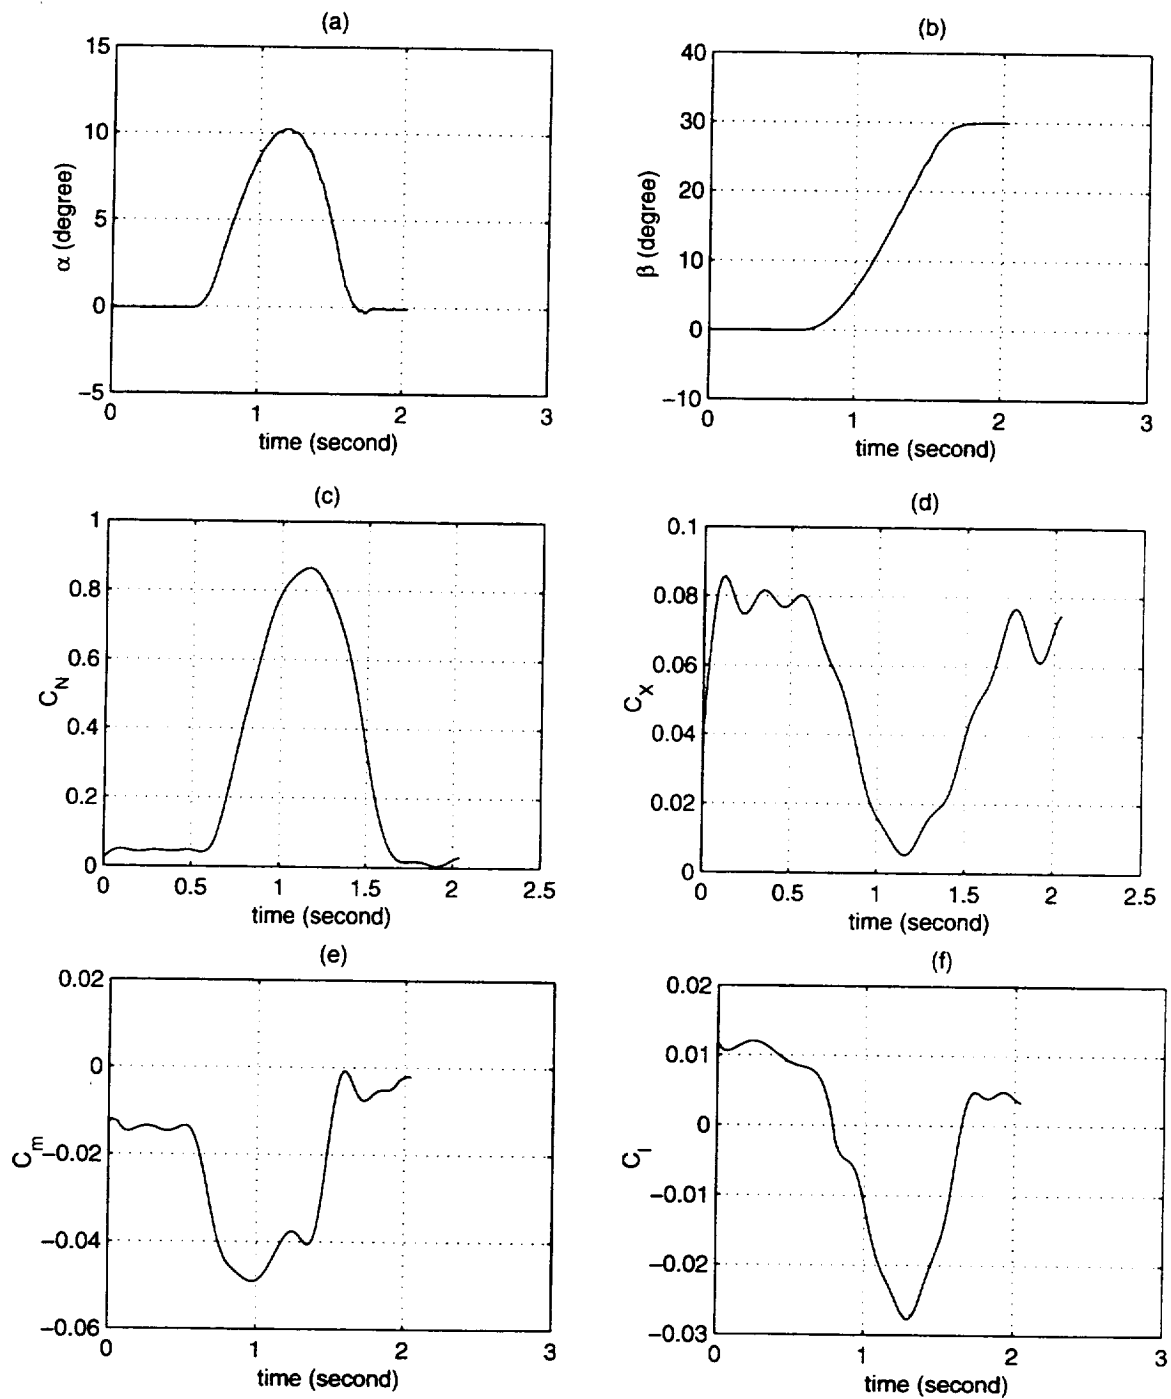 (a)
15
10
5
0
−5
α (degree)
0 1 2 3
time (second)
(b)
40
30
20
10
0
−10
β (degree)
0 1 2 3
time (second)
(c)
1
0.8
0.6
0.4
0.2
0
C_N
0 0.5 1 1.5 2 2.5
time (second)
(d)
0.1
0.08
0.06
0.04
0.02
0
C_X
0 0.5 1 1.5 2 2.5
time (second)
(e)
0.02
0
−0.02
−0.04
−0.06
C_m
0 1 2 3
time (second)
(f)
0.02
0.01
0
−0.01
−0.02
−0.03
C_l
0 1 2 3
time (second)